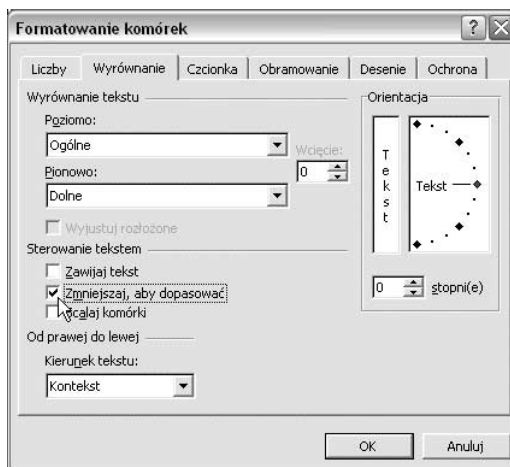 Formatowanie komórek
Liczby Wyrównanie Czcionka Obramowanie Desenie Ochrona
Wyrównanie tekstu
Poziomo:
Ogólne
Wcięcie:
0
Pionowo:
Dolne
Wyjustuj rozłożone
Sterowanie tekstem
Zawijaj tekst
Zmniejszaj, aby dopasować
Scalaj komórki
Od prawej do lewej
Kierunek tekstu:
Kontekst
Orientacja
Tekst
Tekst
0 stopni(e)
OK Anuluj